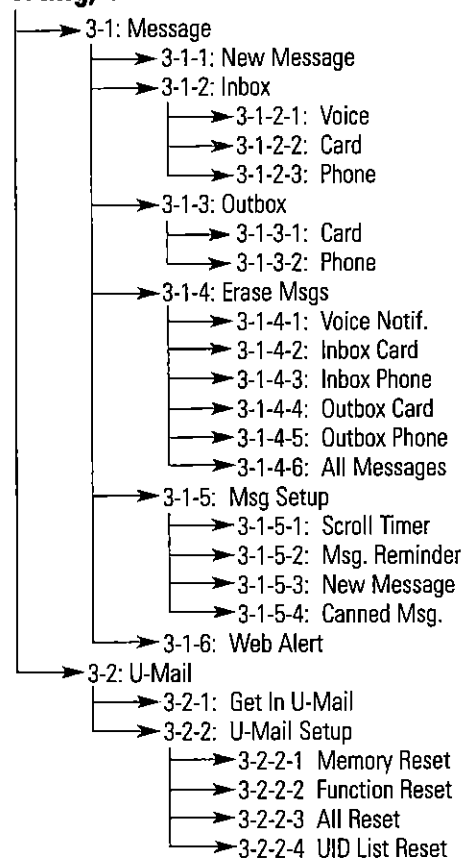 3-1: Message
3-1-1: New Message
3-1-2: Inbox
3-1-2-1: Voice
3-1-2-2: Card
3-1-2-3: Phone
3-1-3: Outbox
3-1-3-1: Card
3-1-3-2: Phone
3-1-4: Erase Msgs
3-1-4-1: Voice Notif.
3-1-4-2: Inbox Card
3-1-4-3: Inbox Phone
3-1-4-4: Outbox Card
3-1-4-5: Outbox Phone
3-1-4-6: All Messages
3-1-5: Msg Setup
3-1-5-1: Scroll Timer
3-1-5-2: Msg. Reminder
3-1-5-3: New Message
3-1-5-4: Canned Msg.
3-1-6: Web Alert
3-2: U-Mail
3-2-1: Get In U-Mail
3-2-2: U-Mail Setup
3-2-2-1 Memory Reset
3-2-2-2 Function Reset
3-2-2-3 All Reset
3-2-2-4 UID List Reset